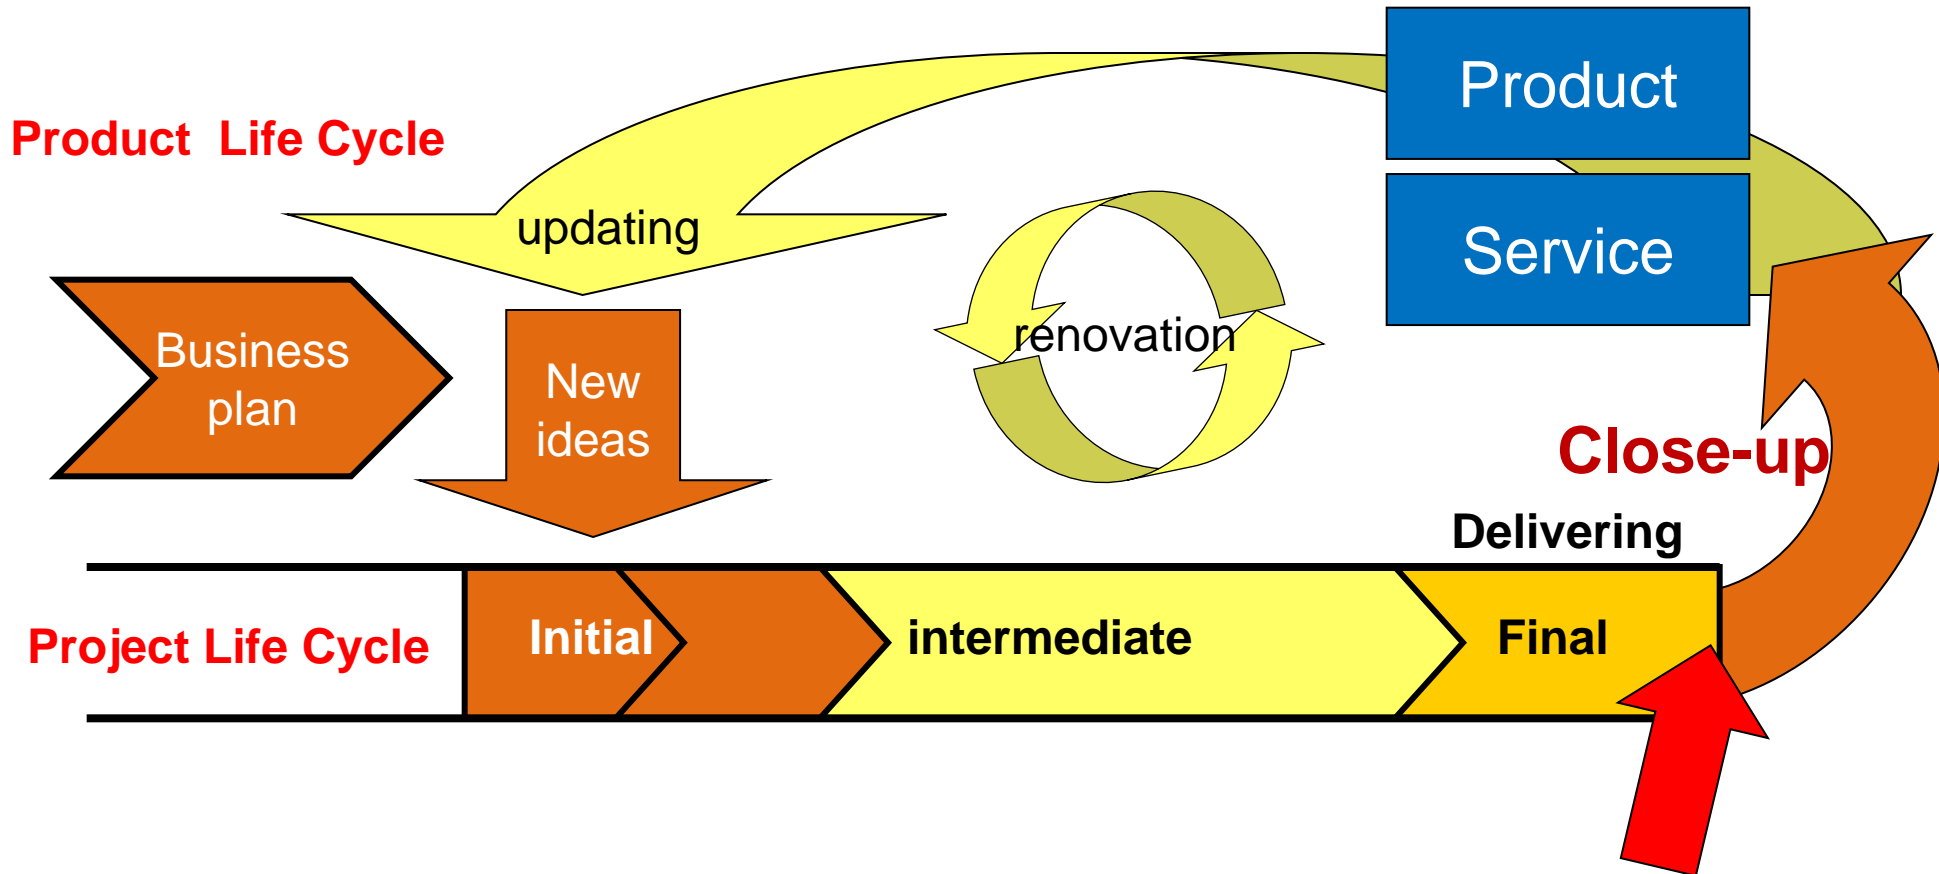 Product
Product  Life Cycle
updating
Service
renovation
Business
plan
New
ideas
Close-up
Delivering
Project Life Cycle
Initial
intermediate
Final